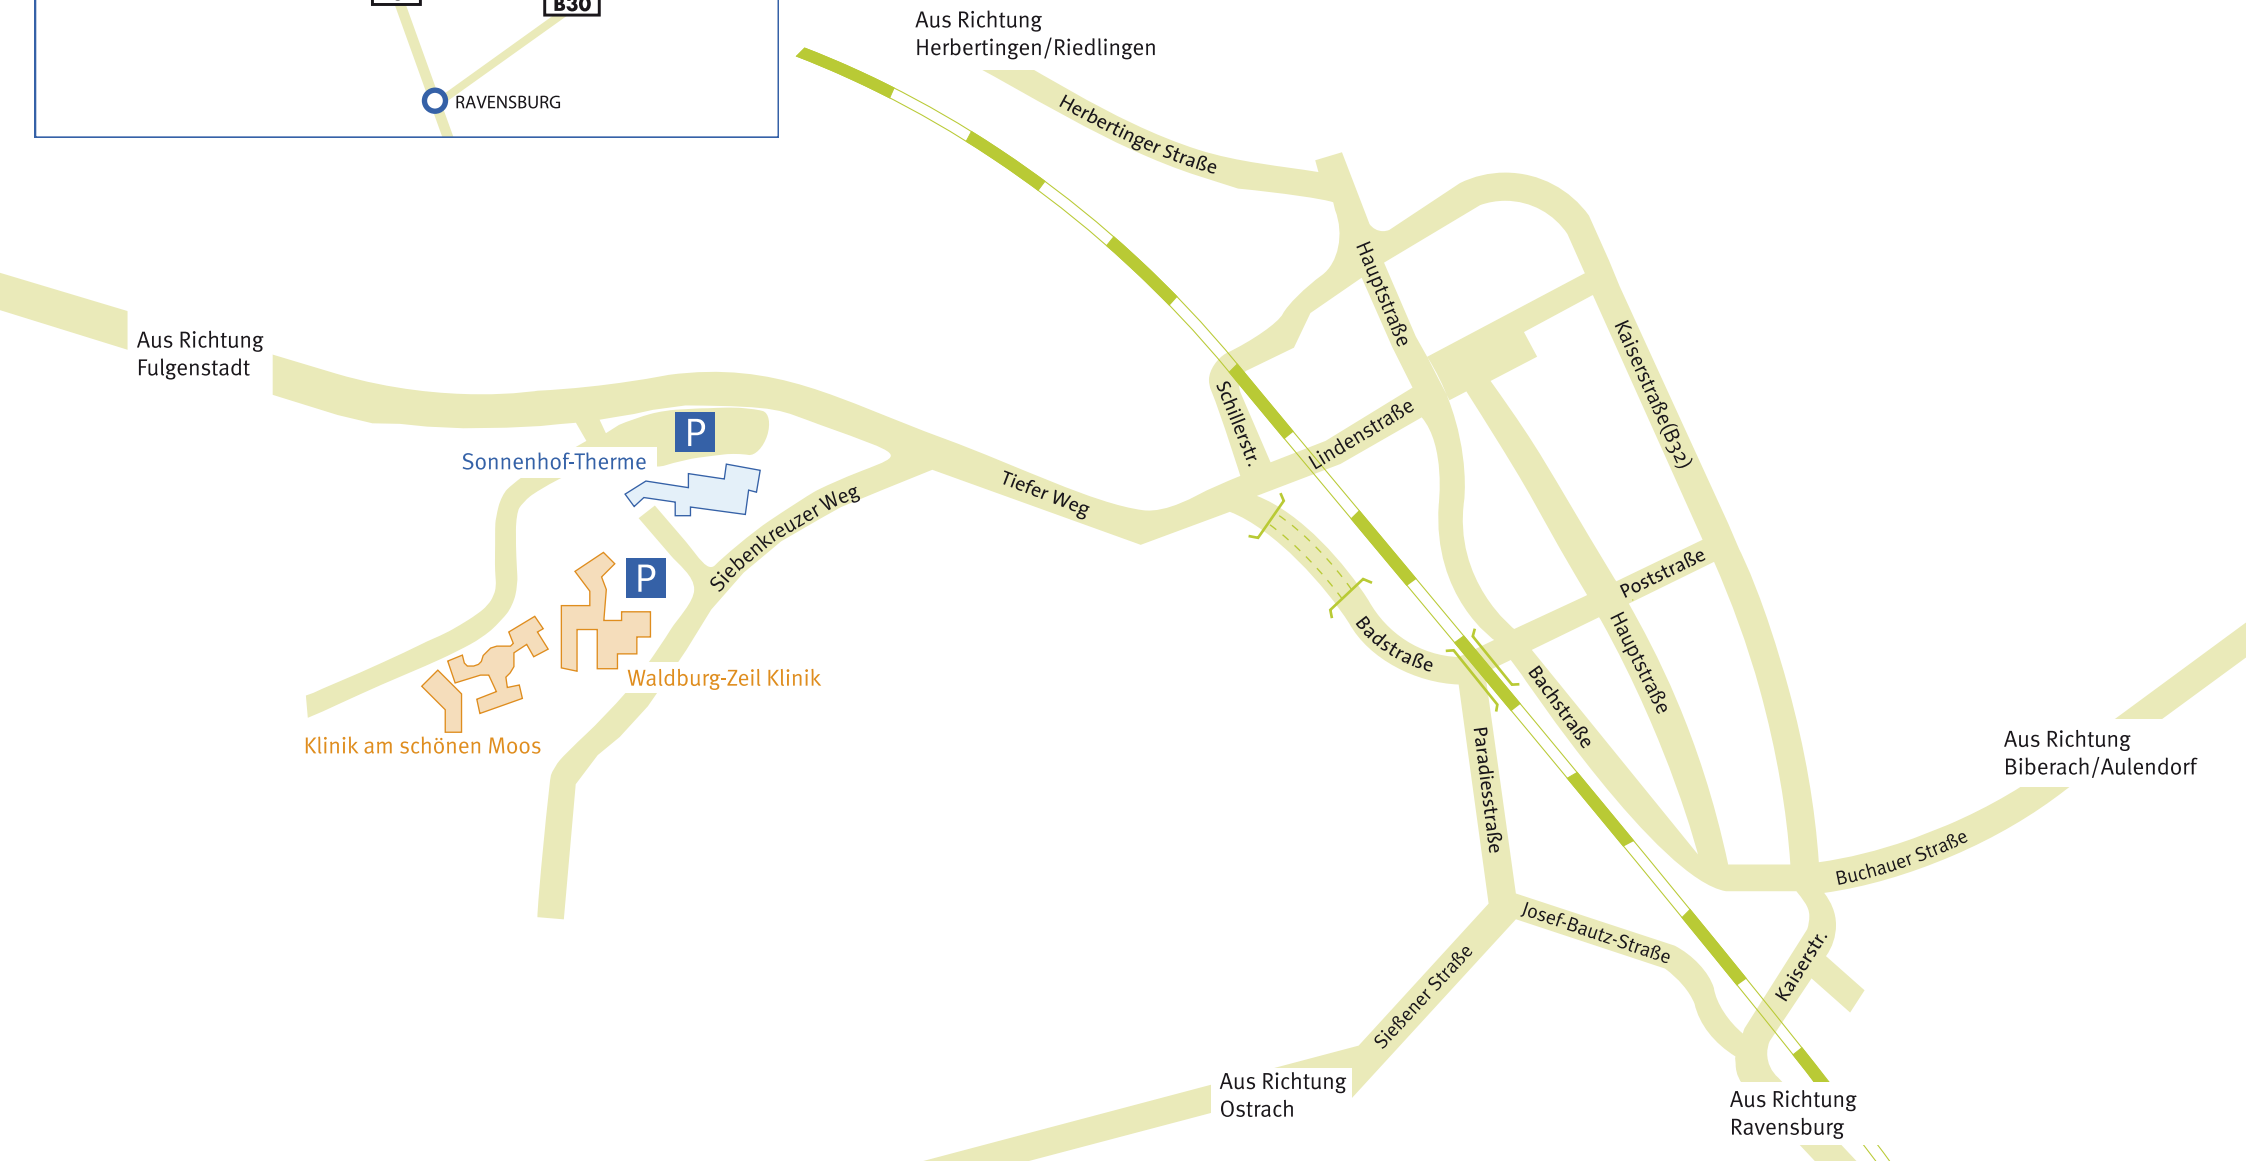 B30
RAVENSBURG
Aus Richtung
Herbertingen/Riedlingen
Herbertinger Straße
Hauptstraße
Kaiserstraße(B32)
Aus Richtung
Fulgenstadt
P
Sonnenhof-Therme
Schillerstr.
Lindenstraße
Tiefer Weg
Siebenkreuzer Weg
P
Poststraße
Badstraße
Hauptstraße
Bachstraße
Waldburg-Zeil Klinik
Klinik am schönen Moos
Paradiesstraße
Aus Richtung
Biberach/Aulendorf
Buchauer Straße
Josef-Bautz-Straße
Kaiserstr.
Sießener Straße
Aus Richtung
Ostrach
Aus Richtung
Ravensburg